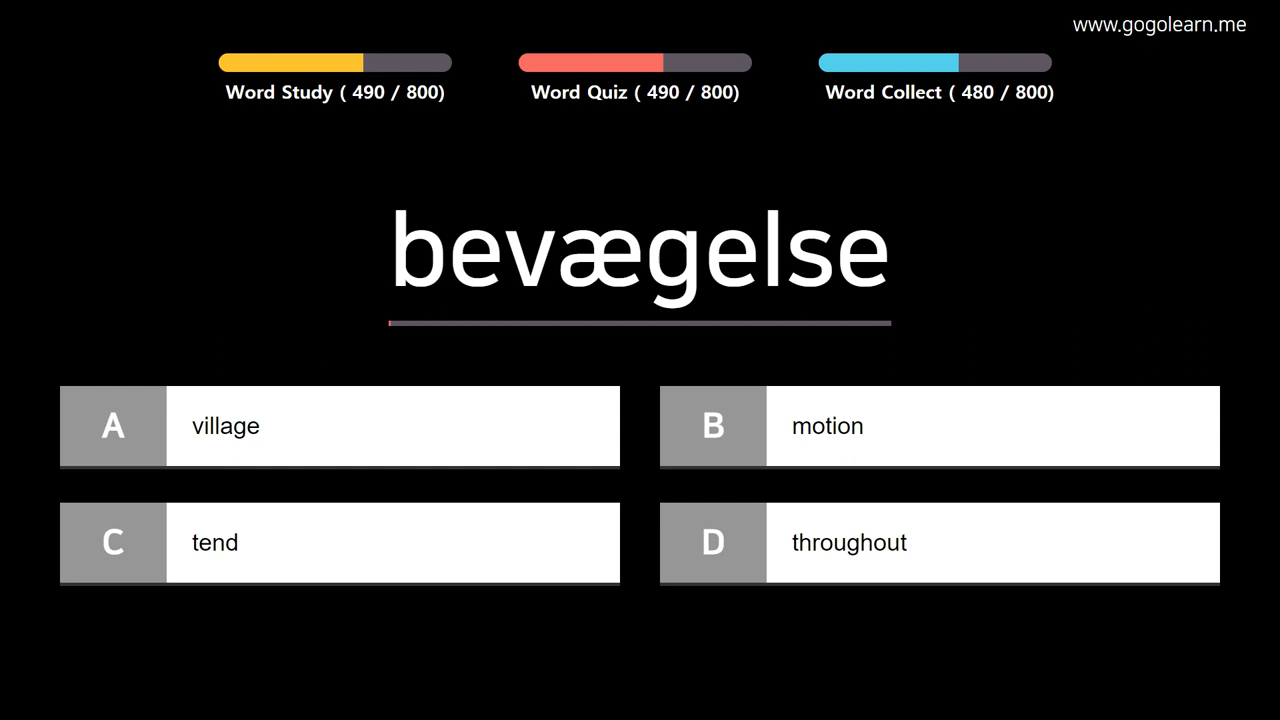 www.gogolearn.me
Word Study ( 490 / 800)
Word Quiz ( 490 / 800)
Word Collect ( 480 / 800)
bevægelse
A village
B motion
C tend
D throughout